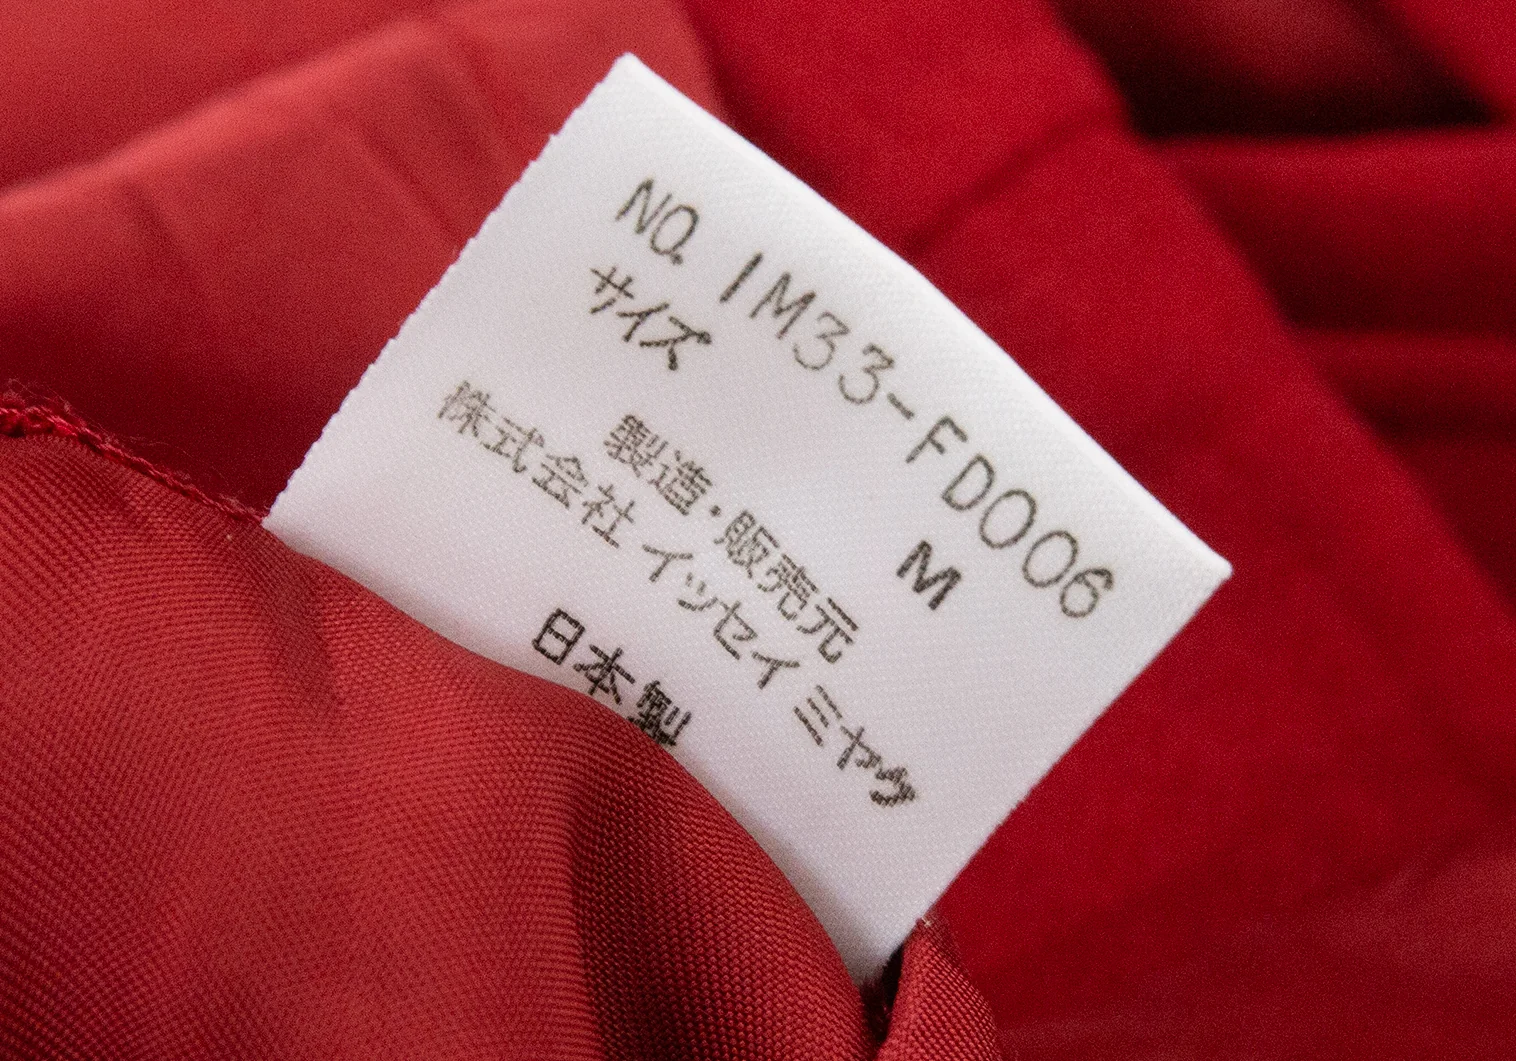 NO. IM33-FD006
サイズ M
製造・販売元
株式会社 イッセイ ミヤケ
日本製